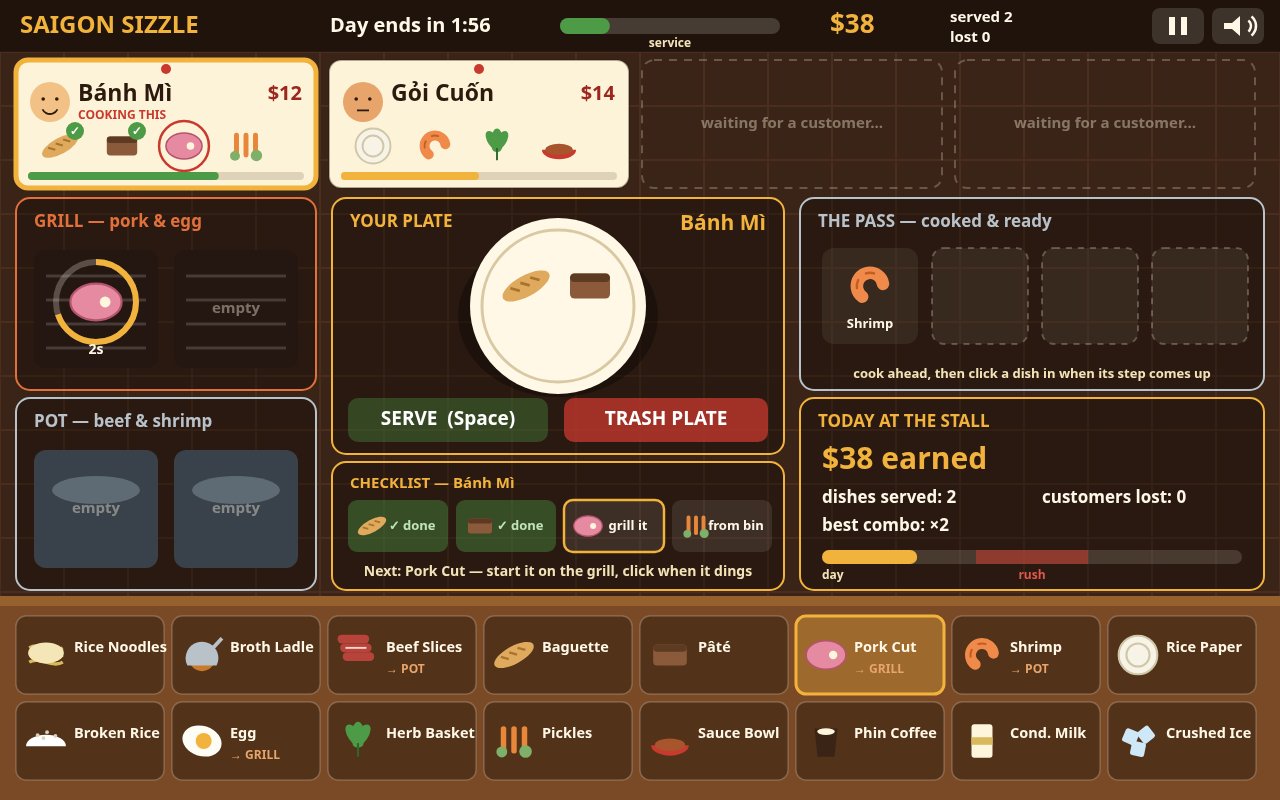 SAIGON SIZZLE
Day ends in 1:56
service
$38
served 2
lost 0
Bánh Mì
$12
COOKING THIS
Gỏi Cuốn
$14
waiting for a customer...
waiting for a customer...
GRILL — pork & egg
2s
empty
YOUR PLATE
Bánh Mì
SERVE (Space)
TRASH PLATE
THE PASS — cooked & ready
Shrimp
cook ahead, then click a dish in when its step comes up
POT — beef & shrimp
empty
empty
CHECKLIST — Bánh Mì
✓ done
✓ done
grill it
from bin
Next: Pork Cut — start it on the grill, click when it dings
TODAY AT THE STALL
$38 earned
dishes served: 2
customers lost: 0
best combo: ×2
day
rush
Rice Noodles
Broth Ladle
Beef Slices
→ POT
Baguette
Pâté
Pork Cut
→ GRILL
Shrimp
→ POT
Rice Paper
Broken Rice
Egg
→ GRILL
Herb Basket
Pickles
Sauce Bowl
Phin Coffee
Cond. Milk
Crushed Ice